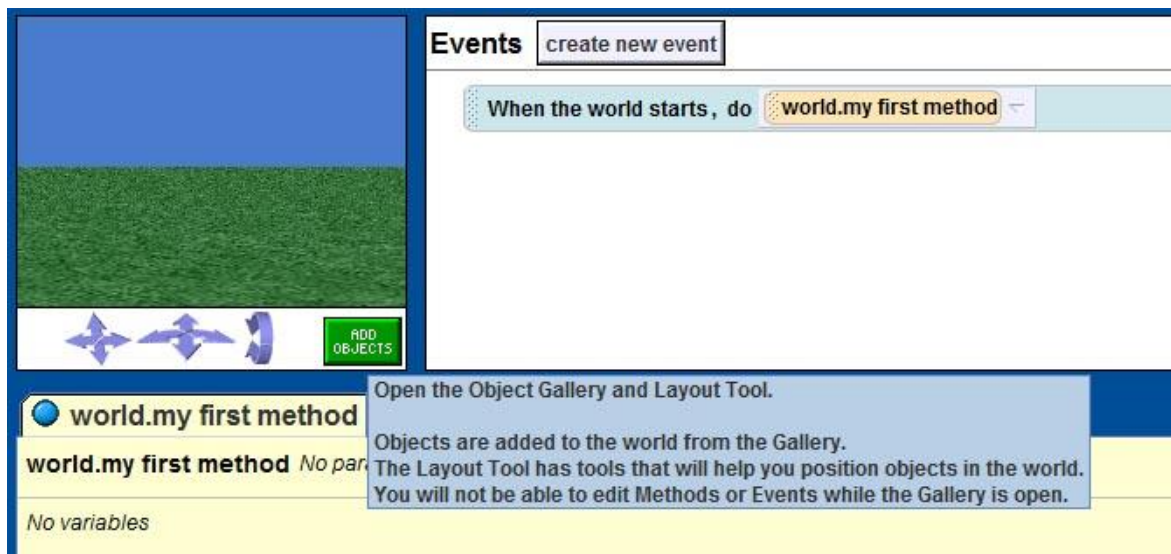 Events create new event
When the world starts, do world.my first method
ADD
OBJECTS
world.my first method
Open the Object Gallery and Layout Tool.
Objects are added to the world from the Gallery.
The Layout Tool has tools that will help you position objects in the world.
You will not be able to edit Methods or Events while the Gallery is open.
world.my first method No
No variables